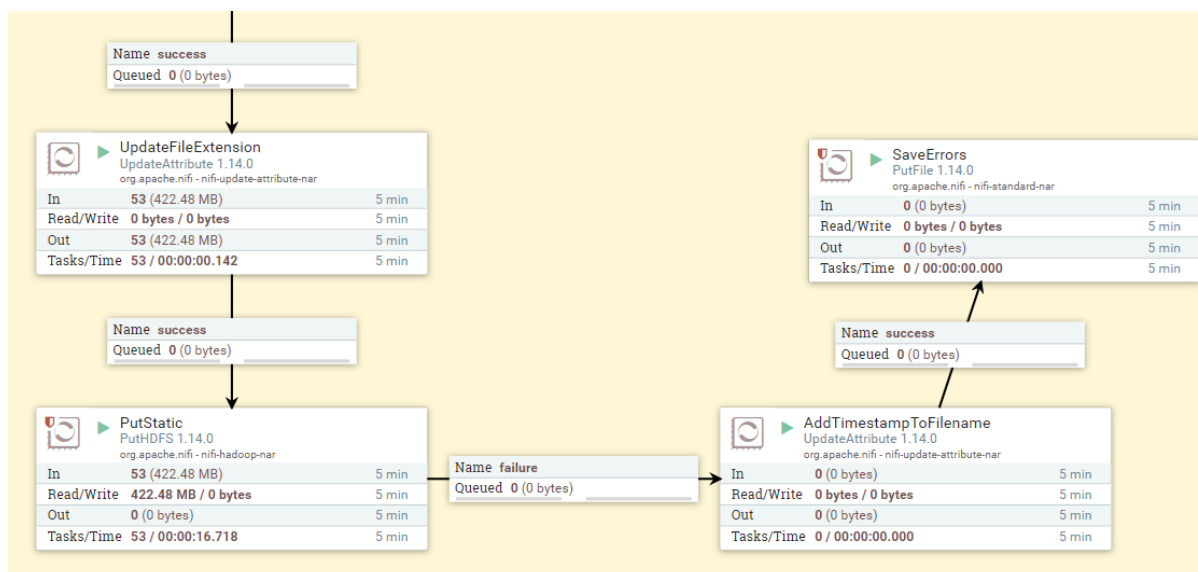 Name success
Queued 0 (0 bytes)
UpdateFileExtension
UpdateAttribute 1.14.0
org.apache.nifi - nifi-update-attribute-nar
In 53 (422.48 MB) 5 min
Read/Write 0 bytes / 0 bytes 5 min
Out 53 (422.48 MB) 5 min
Tasks/Time 53 / 00:00:00.142 5 min
Name success
Queued 0 (0 bytes)
PutStatic
PutHDFS 1.14.0
org.apache.nifi - nifi-hadoop-nar
In 53 (422.48 MB) 5 min
Read/Write 422.48 MB / 0 bytes 5 min
Out 0 (0 bytes) 5 min
Tasks/Time 53 / 00:00:16.718 5 min
Name failure
Queued 0 (0 bytes)
AddTimestampToFilename
UpdateAttribute 1.14.0
org.apache.nifi - nifi-update-attribute-nar
In 0 (0 bytes) 5 min
Read/Write 0 bytes / 0 bytes 5 min
Out 0 (0 bytes) 5 min
Tasks/Time 0 / 00:00:00.000 5 min
Name success
Queued 0 (0 bytes)
SaveErrors
PutFile 1.14.0
org.apache.nifi - nifi-standard-nar
In 0 (0 bytes) 5 min
Read/Write 0 bytes / 0 bytes 5 min
Out 0 (0 bytes) 5 min
Tasks/Time 0 / 00:00:00.000 5 min